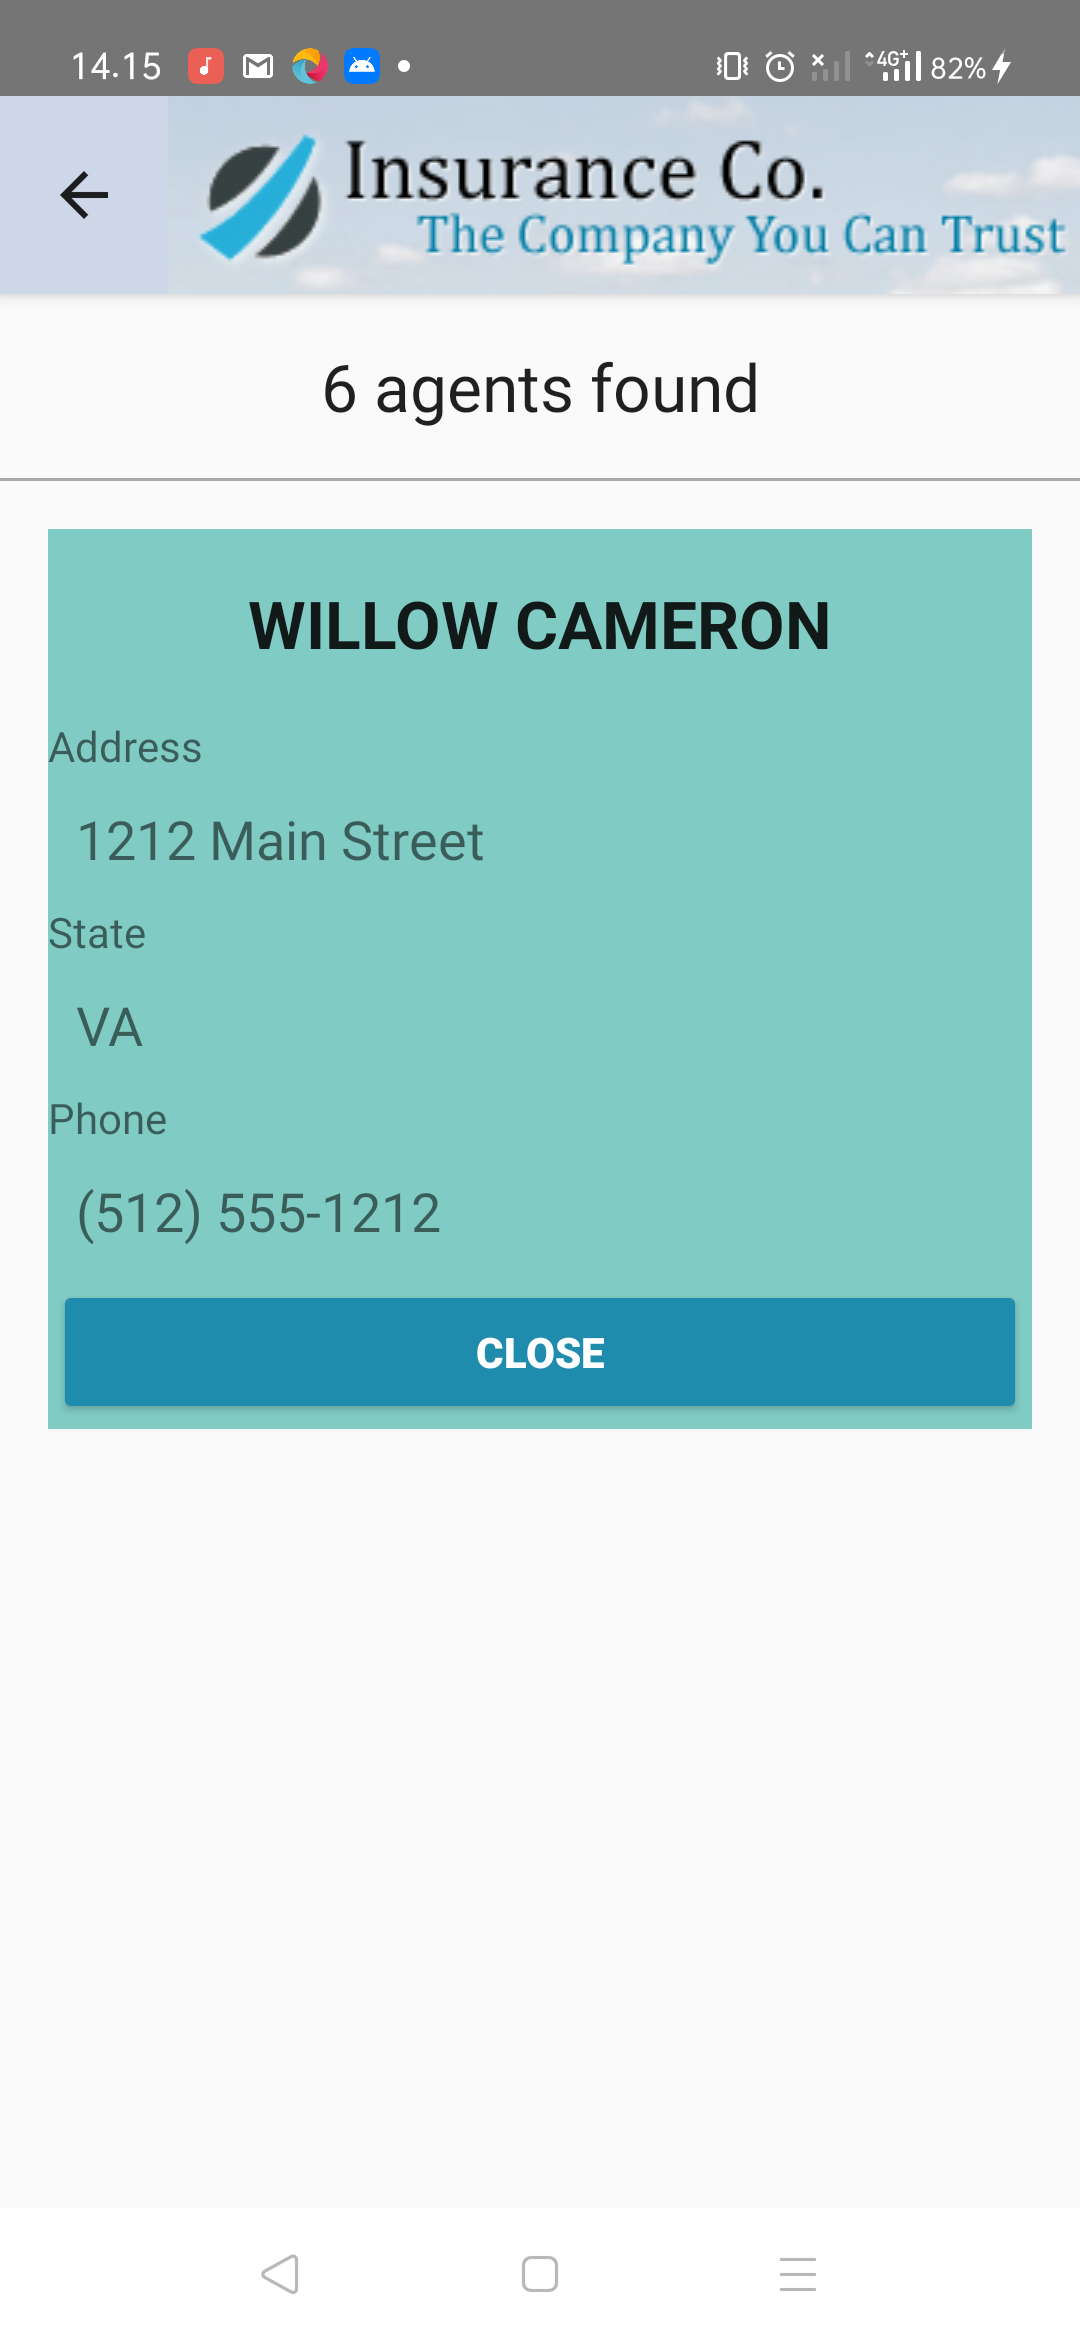 14.15
4G+
82%
Insurance Co.
The Company You Can Trust
6 agents found
WILLOW CAMERON
Address
1212 Main Street
State
VA
Phone
(512) 555-1212
CLOSE